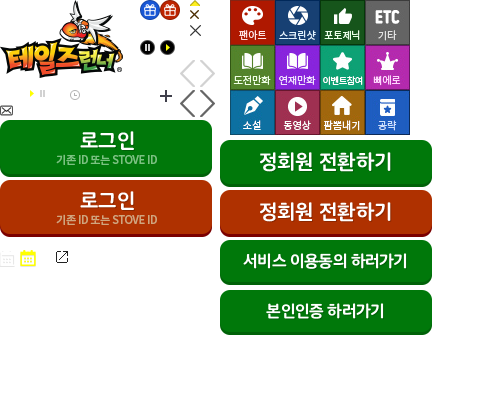 테일즈런너
로그인
기존 ID 또는 STOVE ID
로그인
기존 ID 또는 STOVE ID
팬아트
스크린샷
포토제닉
ETC
기타
도전만화
연재만화
이벤트참여
삐에로
소설
동영상
팜뽐내기
공략
정회원 전환하기
정회원 전환하기
서비스 이용동의 하러가기
본인인증 하러가기